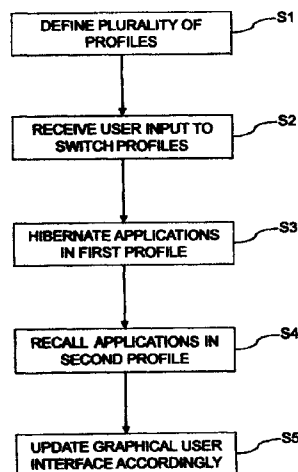 DEFINE PLURALITY OF
PROFILES
S1
RECEIVE USER INPUT TO
SWITCH PROFILES
S2
HIBERNATE APPLICATIONS
IN FIRST PROFILE
S3
RECALL APPLICATIONS IN
SECOND PROFILE
S4
UPDATE GRAPHICAL USER
INTERFACE ACCORDINGLY
S5